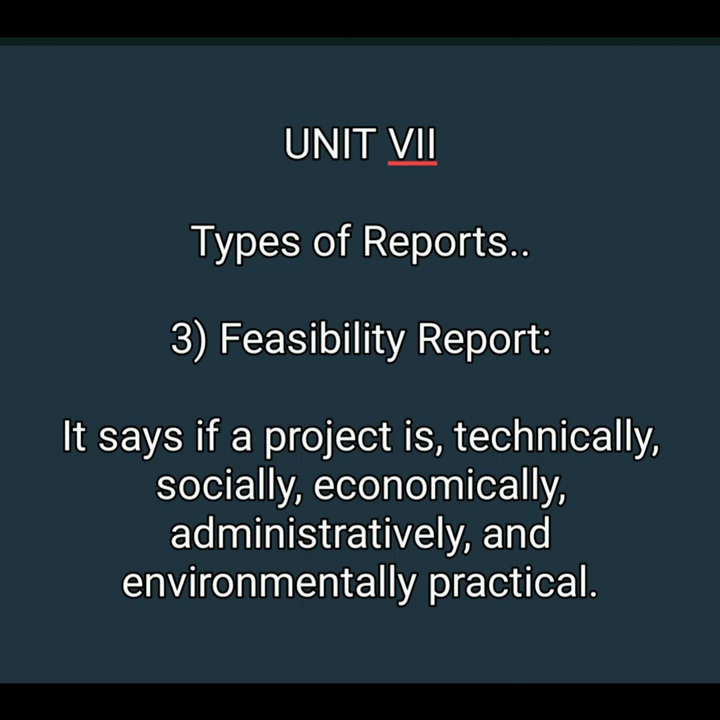 UNIT VII
Types of Reports..
3) Feasibility Report:
It says if a project is, technically,
socially, economically,
administratively, and
environmentally practical.